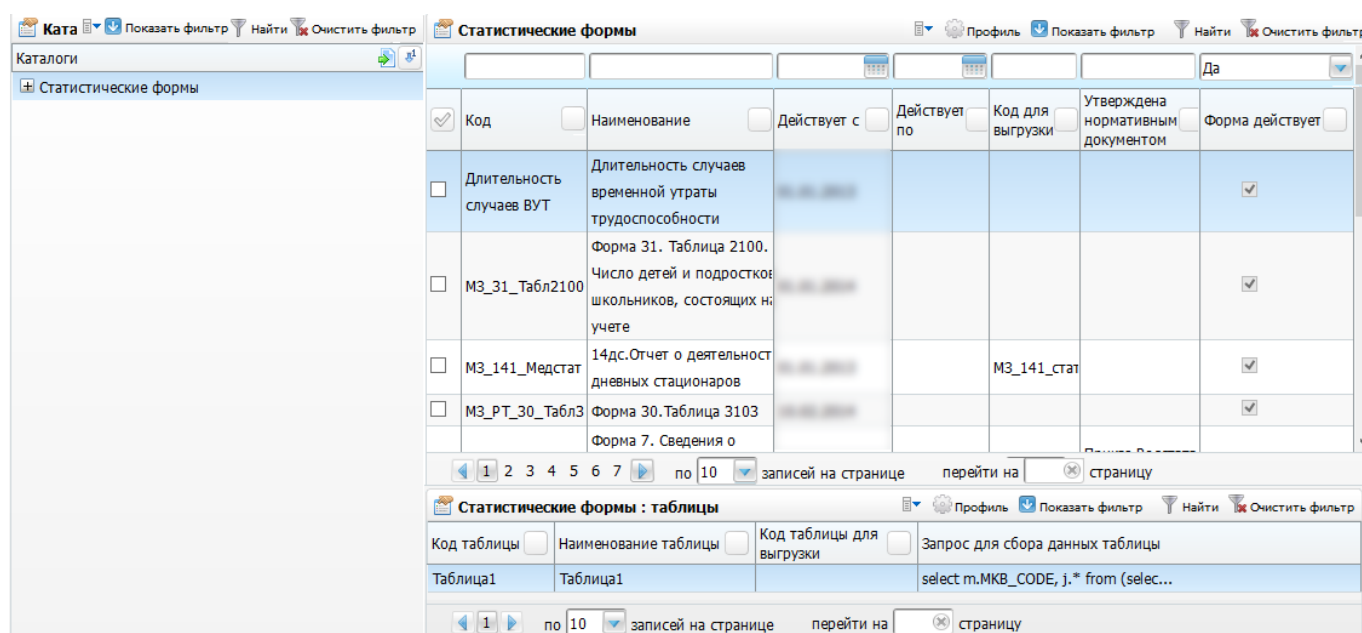 Ката Показать фильтр Найти Очистить фильтр
Каталоги
Статистические формы
Статистические формы Профиль Показать фильтр Найти Очистить фильтр
Да
Код Наименование Действует с Действует по Код для выгрузки Утверждена нормативным документом Форма действует
Длительность случаев ВУТ Длительность случаев временной утраты трудоспособности
МЗ_31_Табл2100 Форма 31. Таблица 2100. Число детей и подростков школьников, состоящих на учете
МЗ_141_Медстат 14дс.Отчет о деятельност дневных стационаров МЗ_141_стат
МЗ_РТ_30_Табл3 Форма 30.Таблица 3103
Форма 7. Сведения о
1 2 3 4 5 6 7 по 10 записей на странице перейти на страницу
Статистические формы : таблицы Профиль Показать фильтр Найти Очистить фильтр
Код таблицы Наименование таблицы Код таблицы для выгрузки Запрос для сбора данных таблицы
Таблица1 Таблица1 select m.MKB_CODE, j.* from (selec...
1 по 10 записей на странице перейти на страницу